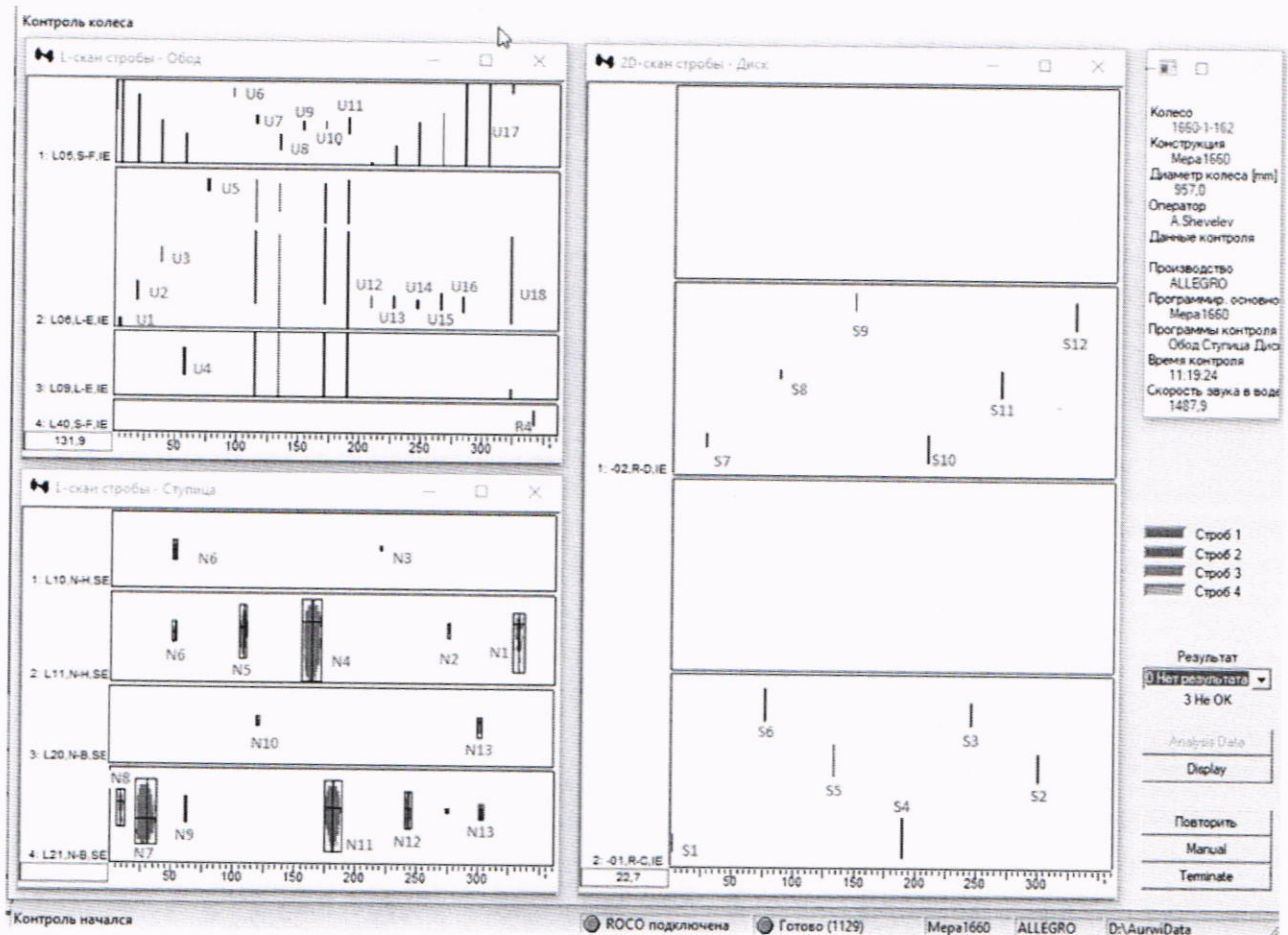 Контроль колеса
L-скан стробы - Обод
U6
U7
U9
U11
U10
U8
U17
1: L05,S-F,IE
U5
U3
U2
U1
U12
U14
U16
U13
U15
U18
2: L06,L-E,IE
U4
3: L09,L-E,IE
R4
4: L40,S-F,IE
131,9
50 100 150 200 250 300
L-скан стробы - Ступица
N6
N3
1: L10,N-H,SE
N6
N5
N4
N2
N1
2: L11,N-H,SE
N10
N13
3: L20,N-B,SE
N8
N7
N9
N11
N12
N13
4: L21,N-B,SE
50 100 150 200 250 300
2D-скан стробы - Диск
S9
S12
S8
S11
S7
S10
1: -02,R-D,IE
S6
S3
S5
S4
S2
S1
2: -01,R-C,IE
22,7
50 100 150 200 250 300
Колесо
1660-1-162
Конструкция
Мера1660
Диаметр колеса [mm]
957,0
Оператор
A.Shevelev
Данные контроля
Производство
ALLEGRO
Программир. основно
Мера1660
Программы контроля
Обод Ступица Диск
Время контроля
11:19:24
Скорость звука в воде
1487,9
Строб 1
Строб 2
Строб 3
Строб 4
Результат
0 Нет результата
3 Не ОК
Analysis Data
Display
Повторить
Manual
Terminate
Контроль начался
ROCO подключена
Готово (1129)
Мера1660
ALLEGRO
D:\AurwiData